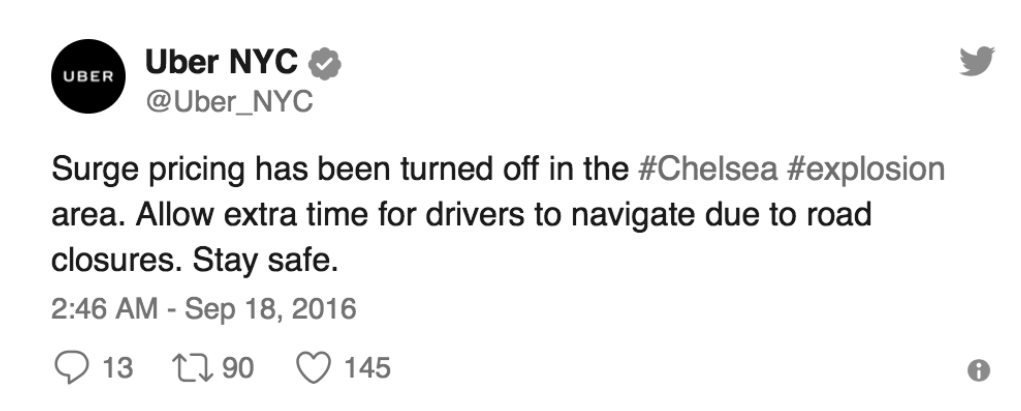 UBER
Uber NYC
@Uber_NYC
Surge pricing has been turned off in the #Chelsea #explosion
area. Allow extra time for drivers to navigate due to road
closures. Stay safe.
2:46 AM - Sep 18, 2016
13 90 145